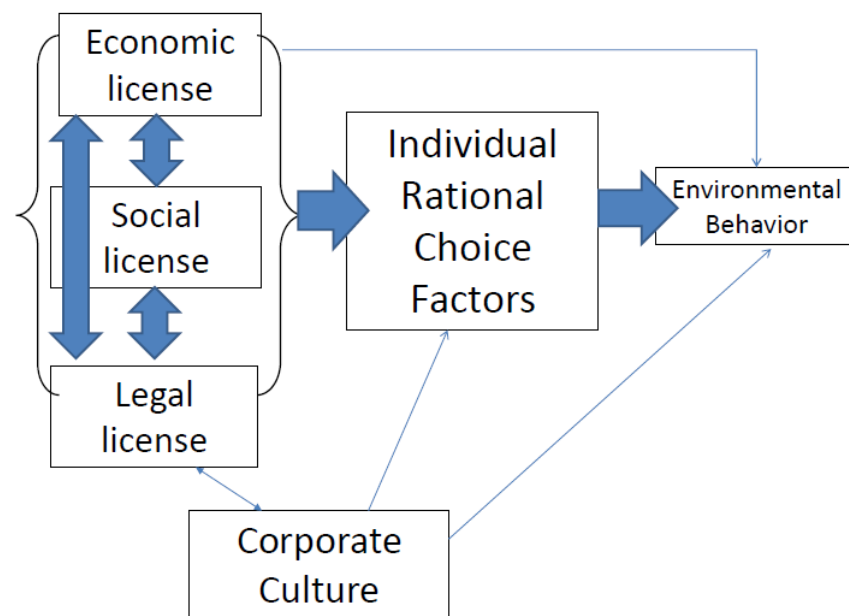 Economic
license
Social
license
Legal
license
Individual
Rational
Choice
Factors
Environmental
Behavior
Corporate
Culture